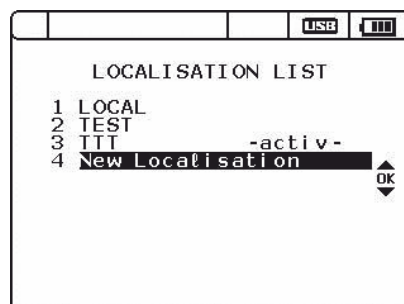 USB
LOCALISATION LIST
1 LOCAL
2 TEST
3 TTT -activ-
4 New Localisation
OK